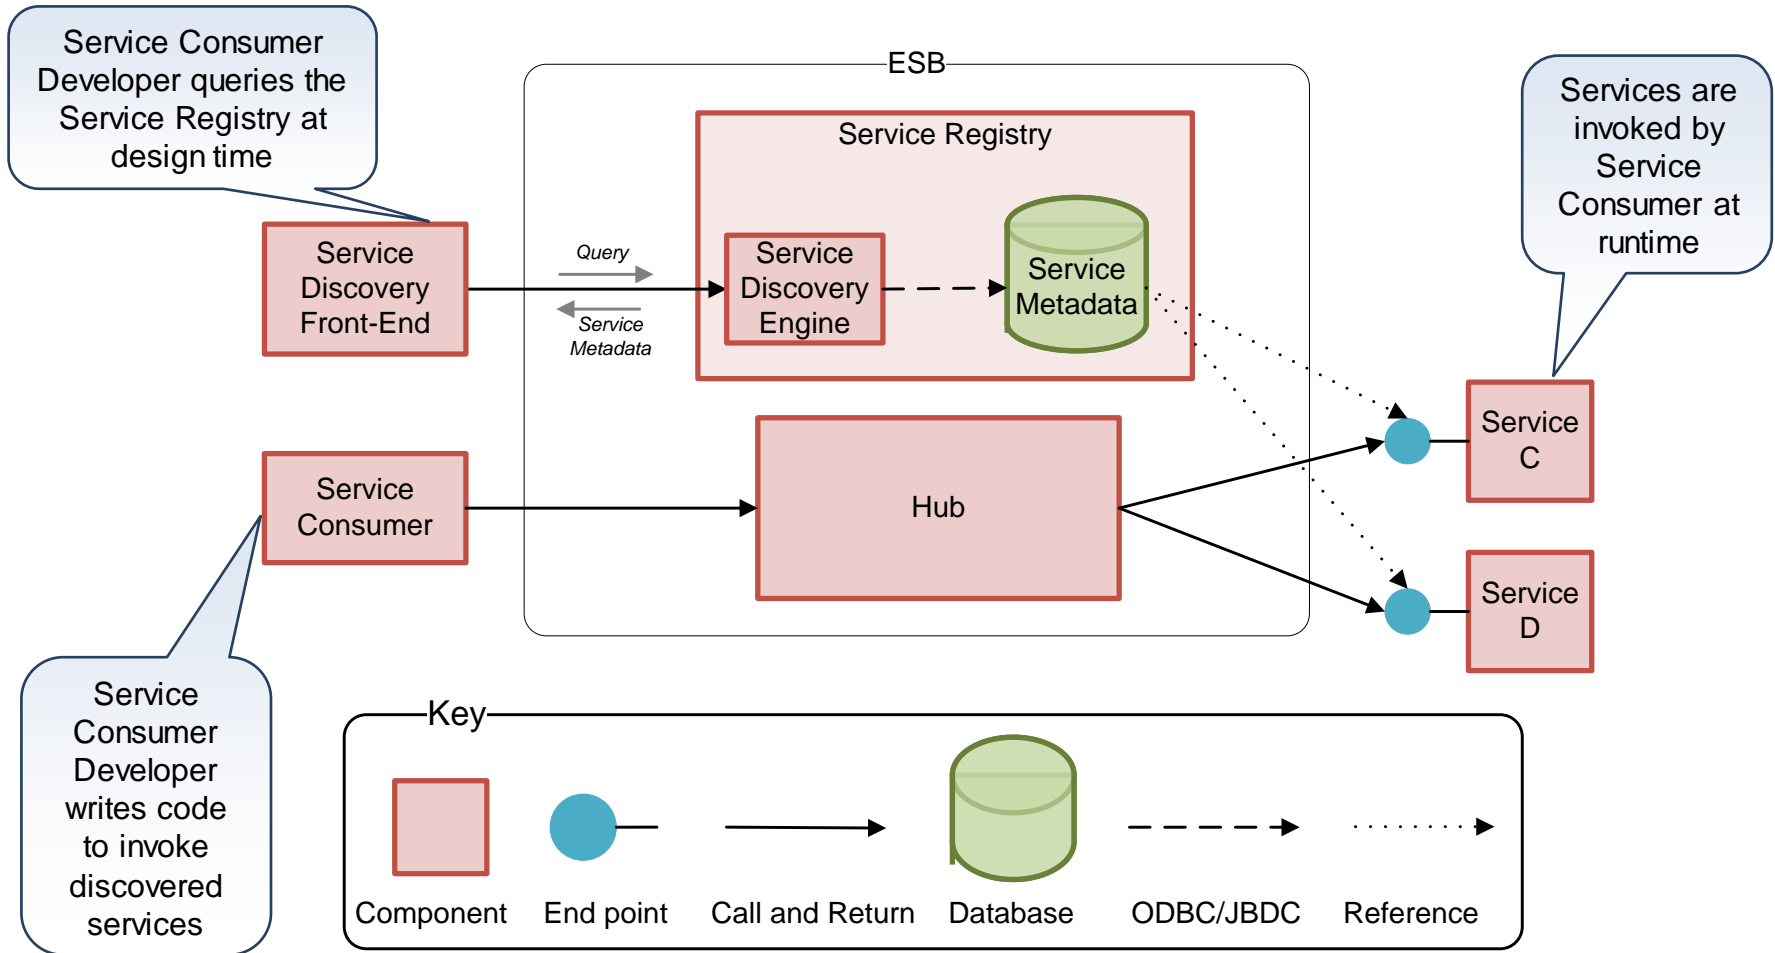 Service Consumer
Developer queries the
Service Registry at
design time
ESB
Services are
invoked by
Service
Consumer at
runtime
Service Registry
Service
Discovery
Front-End
Query
Service
Metadata
Service
Discovery
Engine
Service
Metadata
Service
C
Service
Consumer
Hub
Service
D
Service
Consumer
Developer
writes code
to invoke
discovered
services
Key
Component
End point
Call and Return
Database
ODBC/JBDC
Reference